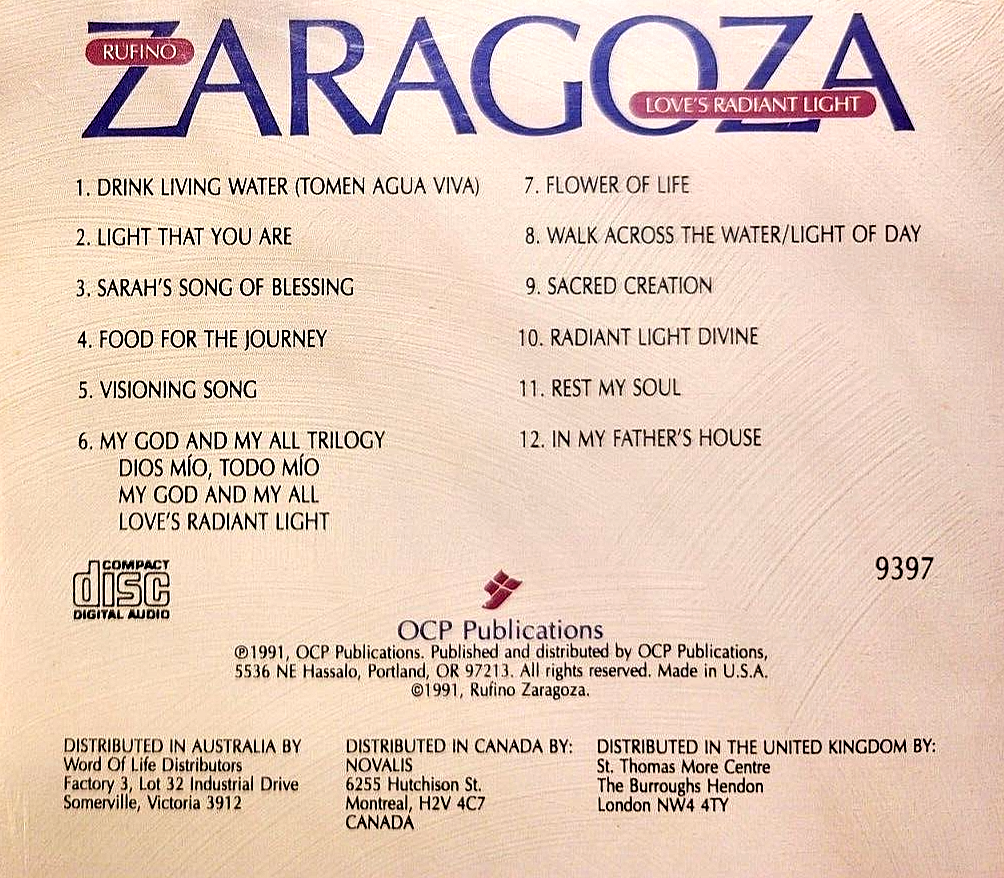 RUFINO
ZARAGOZA
LOVE'S RADIANT LIGHT
1. DRINK LIVING WATER (TOMEN AGUA VIVA)
2. LIGHT THAT YOU ARE
3. SARAH'S SONG OF BLESSING
4. FOOD FOR THE JOURNEY
5. VISIONING SONG
6. MY GOD AND MY ALL TRILOGY
DIOS MÍO, TODO MÍO
MY GOD AND MY ALL
LOVE'S RADIANT LIGHT
7. FLOWER OF LIFE
8. WALK ACROSS THE WATER/LIGHT OF DAY
9. SACRED CREATION
10. RADIANT LIGHT DIVINE
11. REST MY SOUL
12. IN MY FATHER'S HOUSE
COMPACT
disc
DIGITAL AUDIO
9397
OCP Publications
℗1991, OCP Publications. Published and distributed by OCP Publications,
5536 NE Hassalo, Portland, OR 97213. All rights reserved. Made in U.S.A.
©1991, Rufino Zaragoza.
DISTRIBUTED IN AUSTRALIA BY
Word Of Life Distributors
Factory 3, Lot 32 Industrial Drive
Somerville, Victoria 3912
DISTRIBUTED IN CANADA BY:
NOVALIS
6255 Hutchison St.
Montreal, H2V 4C7
CANADA
DISTRIBUTED IN THE UNITED KINGDOM BY:
St. Thomas More Centre
The Burroughs Hendon
London NW4 4TY